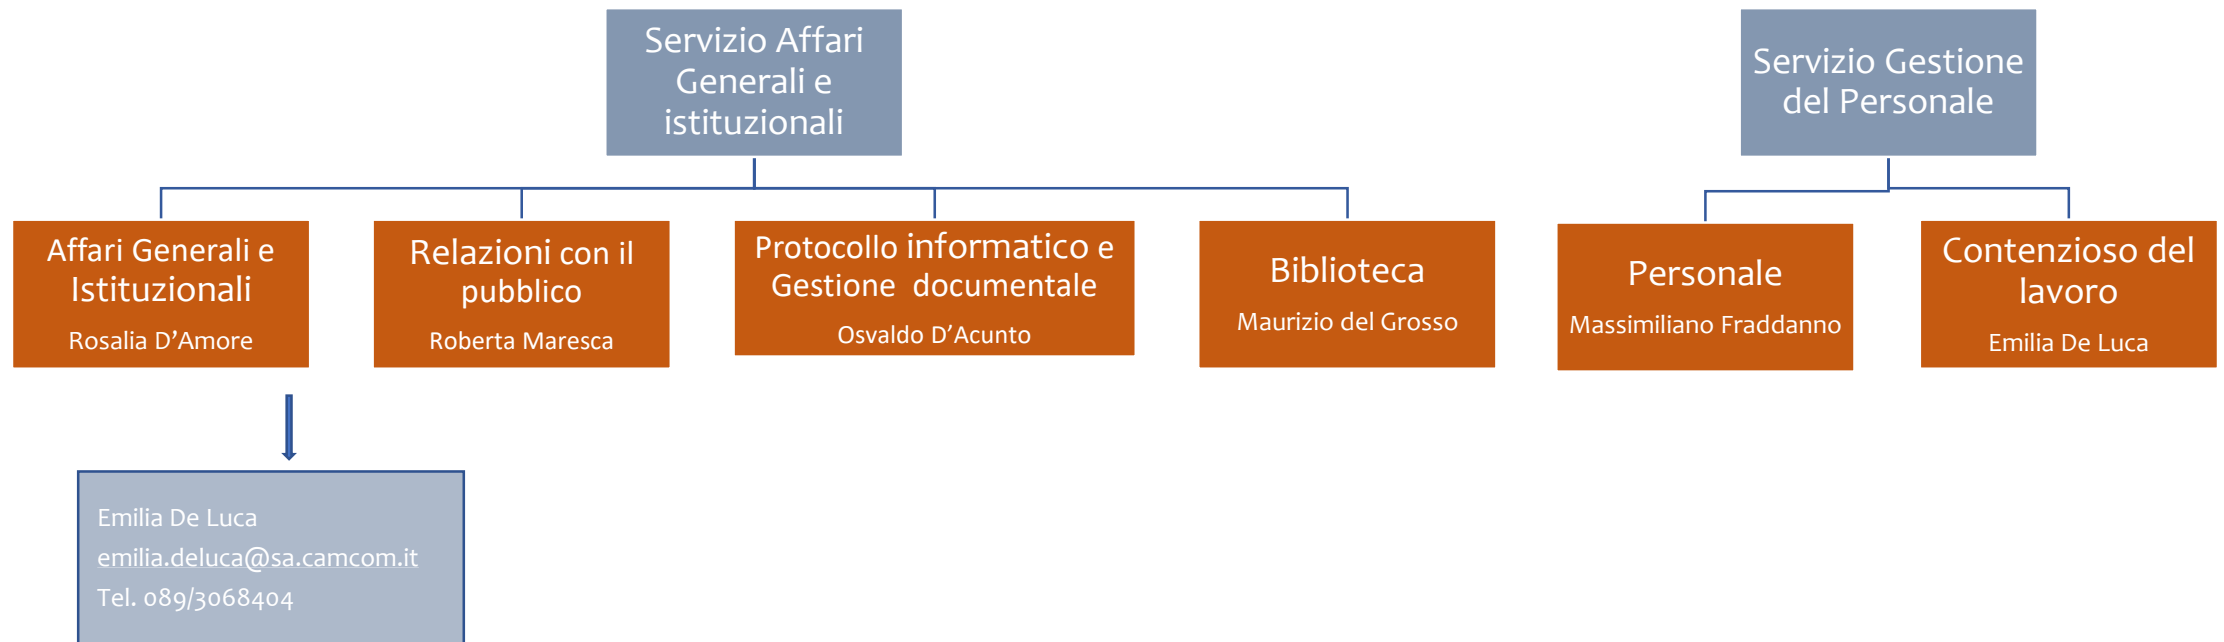 Servizio Affari
Generali e
istituzionali
Servizio Gestione
del Personale
Affari Generali e
Istituzionali
Rosalia D’Amore
Relazioni con il
pubblico
Roberta Maresca
Protocollo informatico e
Gestione documentale
Osvaldo D’Acunto
Biblioteca
Maurizio del Grosso
Personale
Massimiliano Fraddanno
Contenzioso del
lavoro
Emilia De Luca
Emilia De Luca
emilia.deluca@sa.camcom.it
Tel. 089/3068404